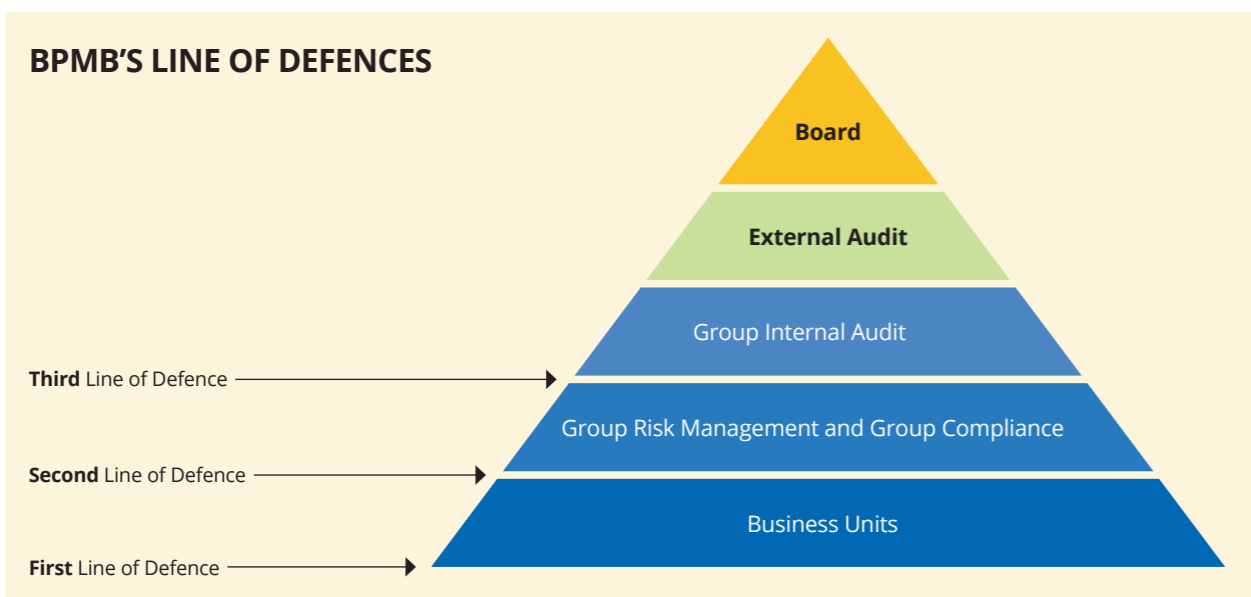 BPMB’S LINE OF DEFENCES
Board
External Audit
Group Internal Audit
Third Line of Defence
Group Risk Management and Group Compliance
Second Line of Defence
Business Units
First Line of Defence